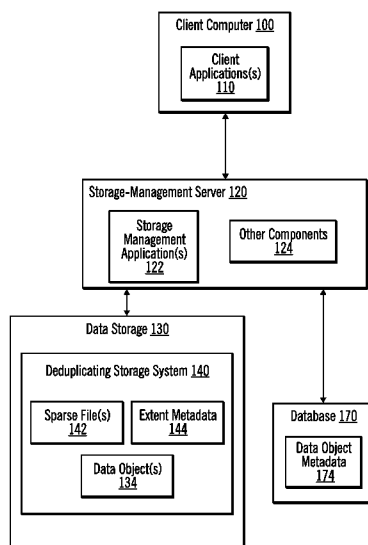 Client Computer 100
Client
Applications(s)
110
Storage-Management Server 120
Storage
Management
Application(s)
122
Other Components
124
Data Storage 130
Deduplicating Storage System 140
Sparse File(s)
142
Extent Metadata
144
Data Object(s)
134
Database 170
Data Object
Metadata
174